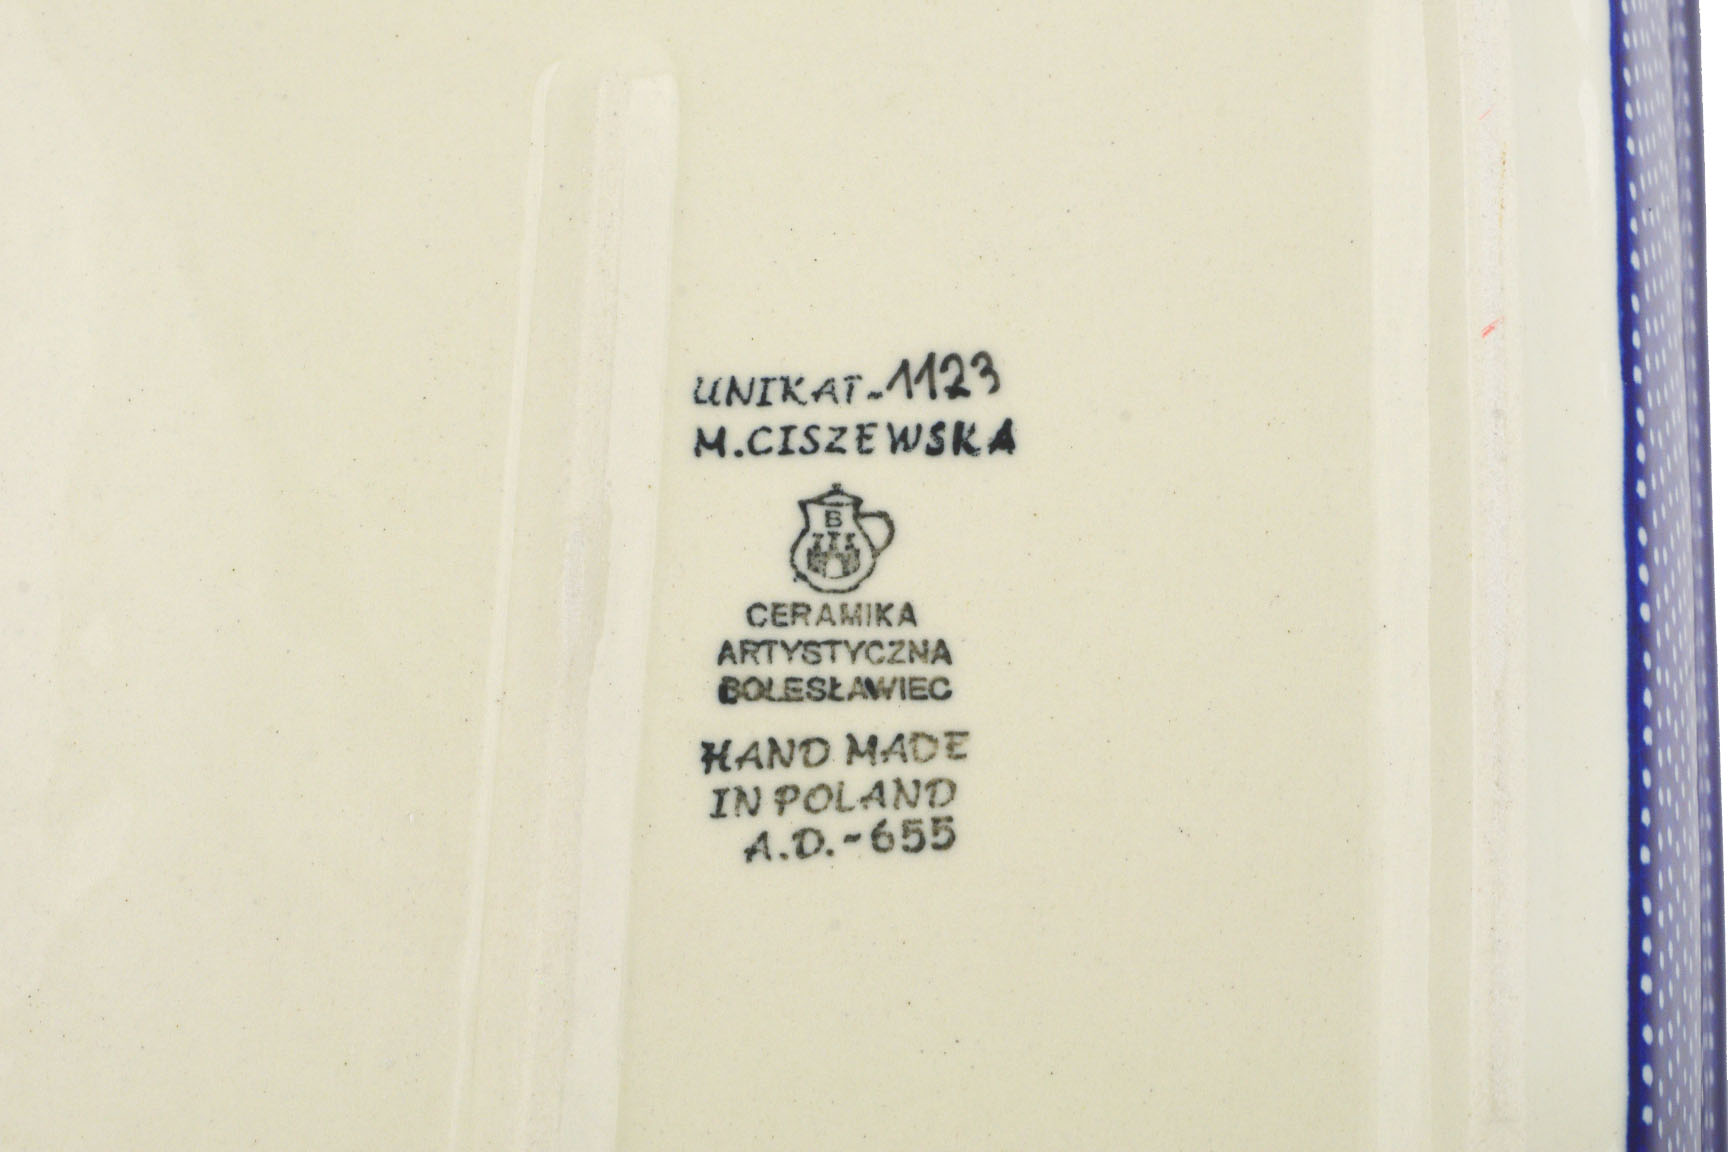 UNIKAT-1123
M. CISZEWSKA
B
CERAMIKA
ARTYSTYCZNA
BOLESŁAWIEC
HAND MADE
IN POLAND
A.D.-655